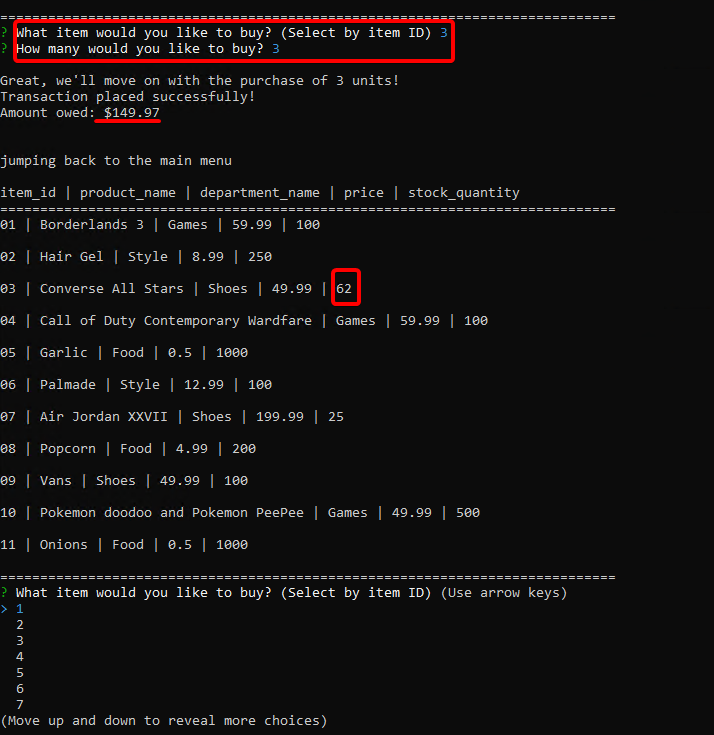 =============================================================================
? What item would you like to buy? (Select by item ID) 3
? How many would you like to buy? 3
Great, we'll move on with the purchase of 3 units!
Transaction placed successfully!
Amount owed: $149.97
jumping back to the main menu
item_id | product_name | department_name | price | stock_quantity
=============================================================================
01 | Borderlands 3 | Games | 59.99 | 100
02 | Hair Gel | Style | 8.99 | 250
03 | Converse All Stars | Shoes | 49.99 | 62
04 | Call of Duty Contemporary Wardfare | Games | 59.99 | 100
05 | Garlic | Food | 0.5 | 1000
06 | Palmade | Style | 12.99 | 100
07 | Air Jordan XXVII | Shoes | 199.99 | 25
08 | Popcorn | Food | 4.99 | 200
09 | Vans | Shoes | 49.99 | 100
10 | Pokemon doodoo and Pokemon PeePee | Games | 49.99 | 500
11 | Onions | Food | 0.5 | 1000
=============================================================================
? What item would you like to buy? (Select by item ID) (Use arrow keys)
> 1
2
3
4
5
6
7
(Move up and down to reveal more choices)